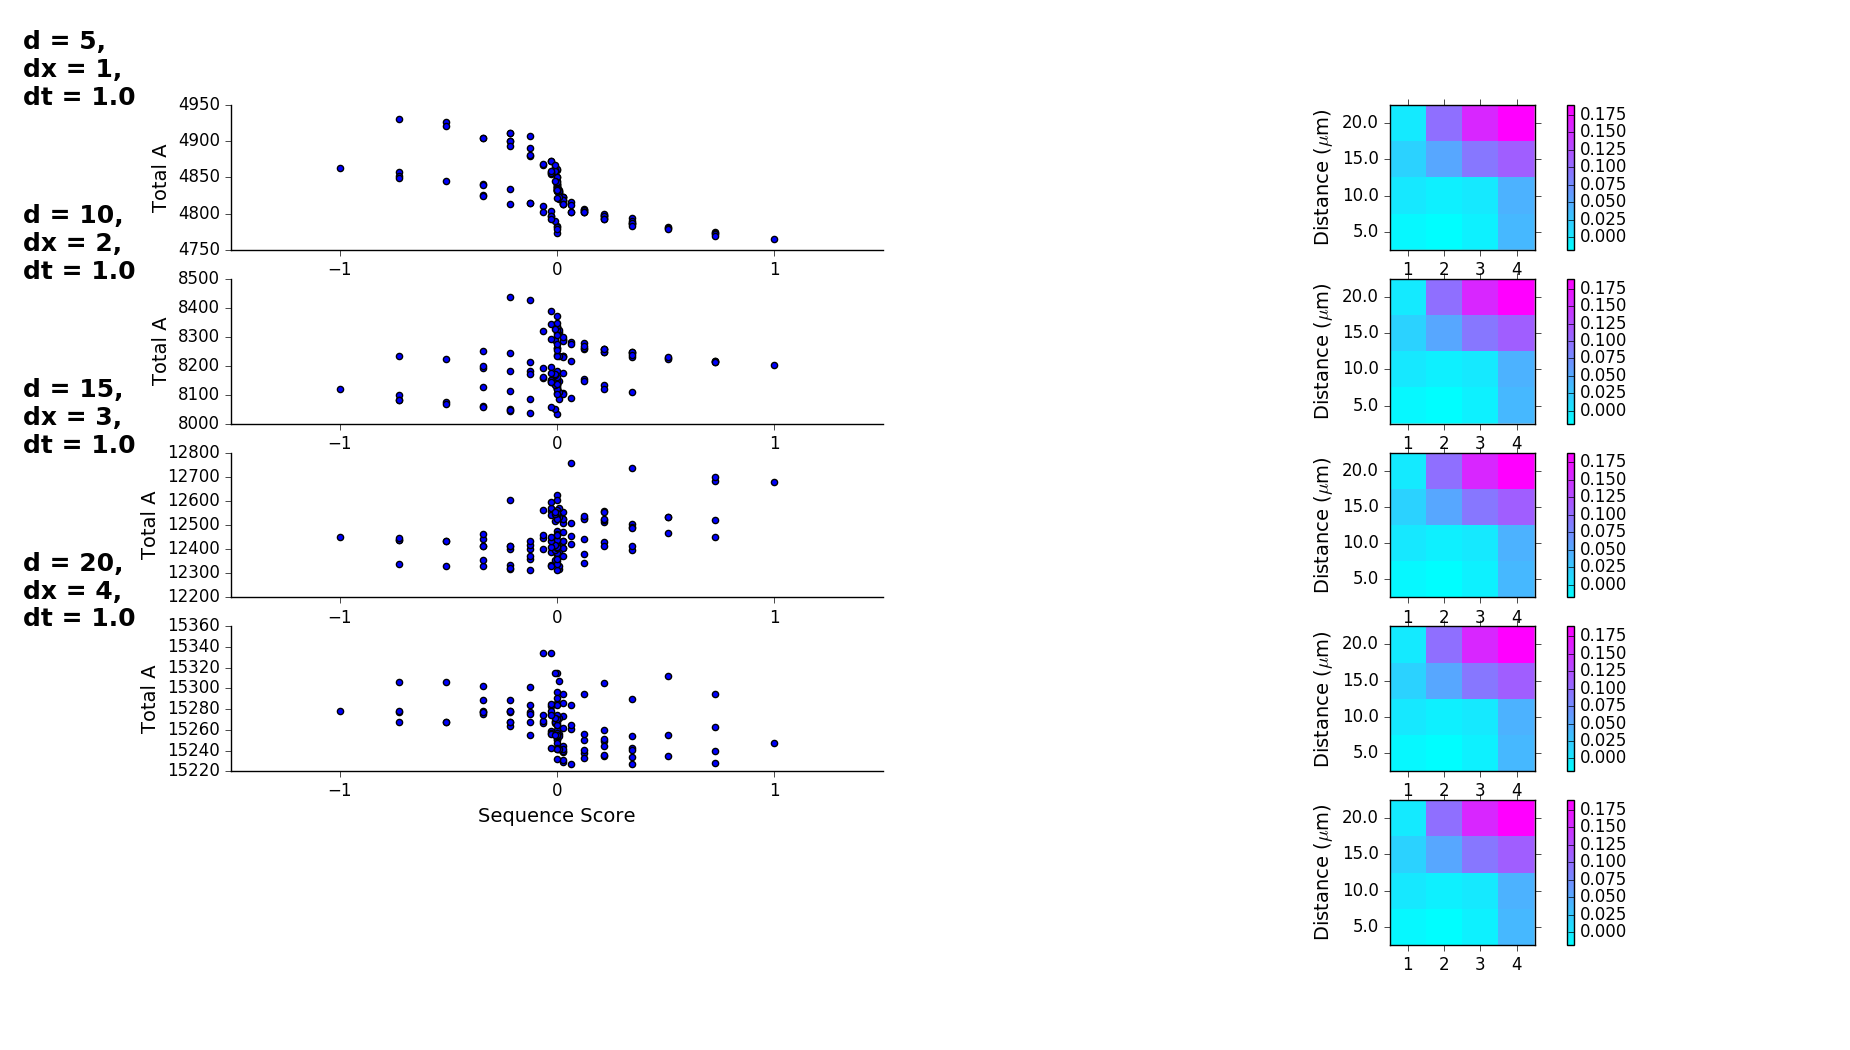 d = 5,
dx = 1,
dt = 1.0
4950
4900
4850
4800
4750
Total A
−1 0 1
d = 10,
dx = 2,
dt = 1.0
8500
8400
8300
8200
8100
8000
Total A
−1 0 1
d = 15,
dx = 3,
dt = 1.0
12800
12700
12600
12500
12400
12300
12200
Total A
−1 0 1
d = 20,
dx = 4,
dt = 1.0
15360
15340
15320
15300
15280
15260
15240
15220
Total A
−1 0 1
Sequence Score
Distance (μm)
20.0
15.0
10.0
5.0
1 2 3 4
0.175
0.150
0.125
0.100
0.075
0.050
0.025
0.000
Distance (μm)
20.0
15.0
10.0
5.0
1 2 3 4
0.175
0.150
0.125
0.100
0.075
0.050
0.025
0.000
Distance (μm)
20.0
15.0
10.0
5.0
1 2 3 4
0.175
0.150
0.125
0.100
0.075
0.050
0.025
0.000
Distance (μm)
20.0
15.0
10.0
5.0
1 2 3 4
0.175
0.150
0.125
0.100
0.075
0.050
0.025
0.000
Distance (μm)
20.0
15.0
10.0
5.0
1 2 3 4
0.175
0.150
0.125
0.100
0.075
0.050
0.025
0.000